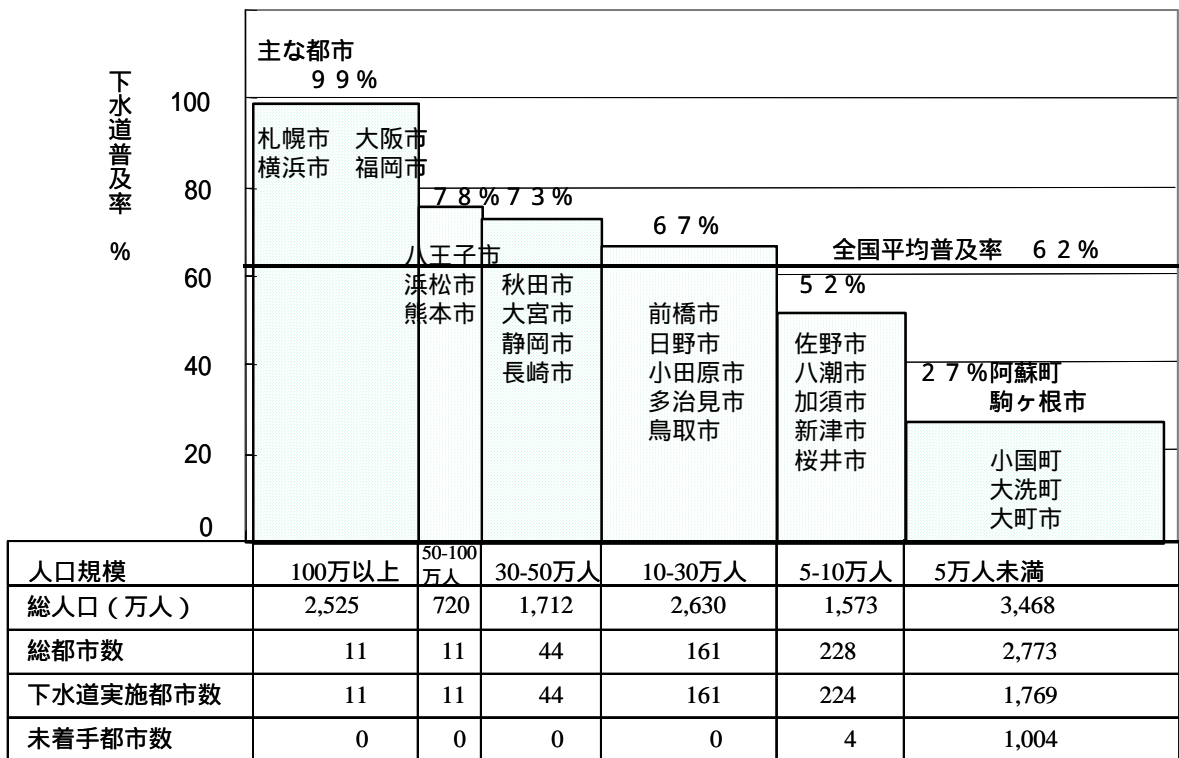 主な都市
99%
下水道普及率 %
100
80
60
40
20
0
札幌市 大阪市
横浜市 福岡市
78%
八王子市
浜松市
熊本市
73%
秋田市
大宮市
静岡市
長崎市
67%
前橋市
日野市
小田原市
多治見市
鳥取市
全国平均普及率 62%
52%
佐野市
八潮市
加須市
新津市
桜井市
27%阿蘇町
駒ヶ根市
小国町
大洗町
大町市
人口規模 100万以上 50-100万人 30-50万人 10-30万人 5-10万人 5万人未満
総人口(万人) 2,525 720 1,712 2,630 1,573 3,468
総都市数 11 11 44 161 228 2,773
下水道実施都市数 11 11 44 161 224 1,769
未着手都市数 0 0 0 0 4 1,004